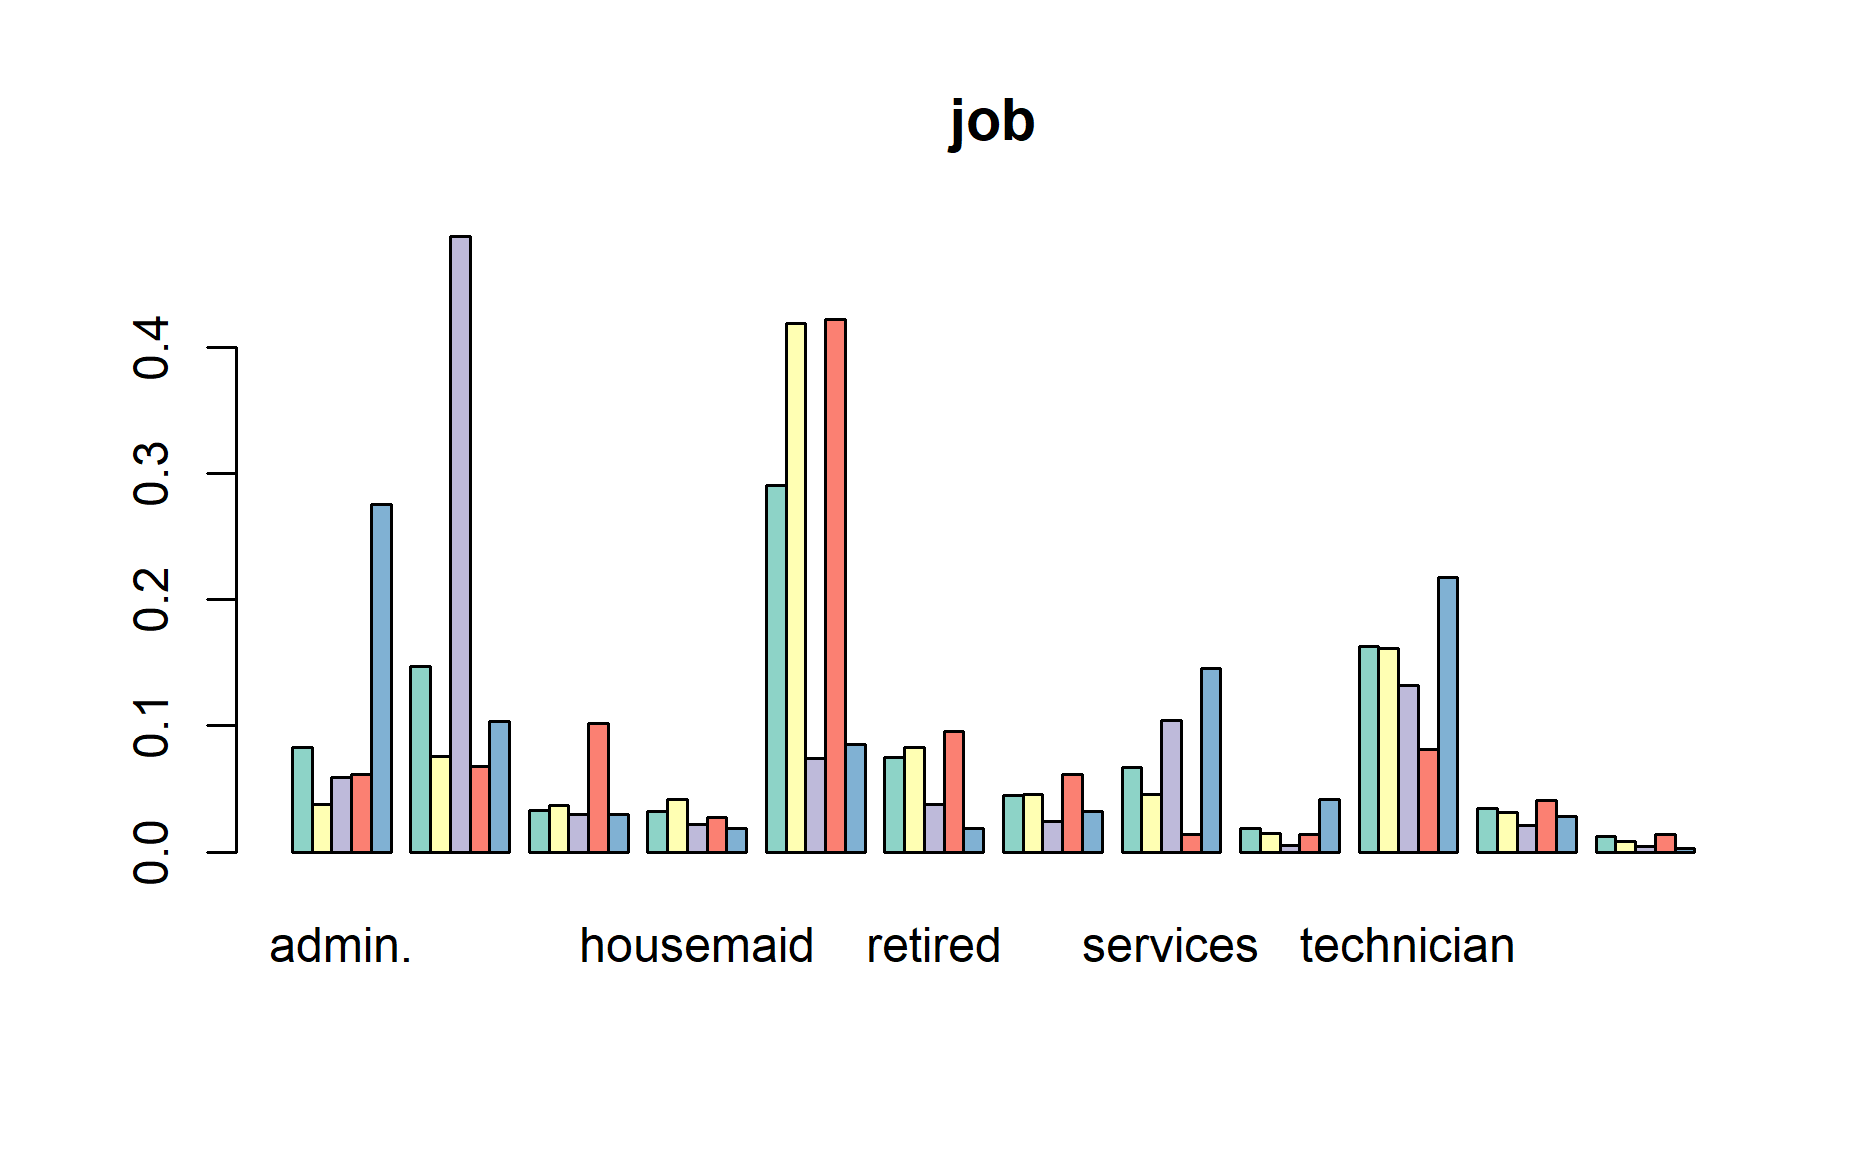 job
0.4
0.3
0.2
0.1
0.0
admin. housemaid retired services technician